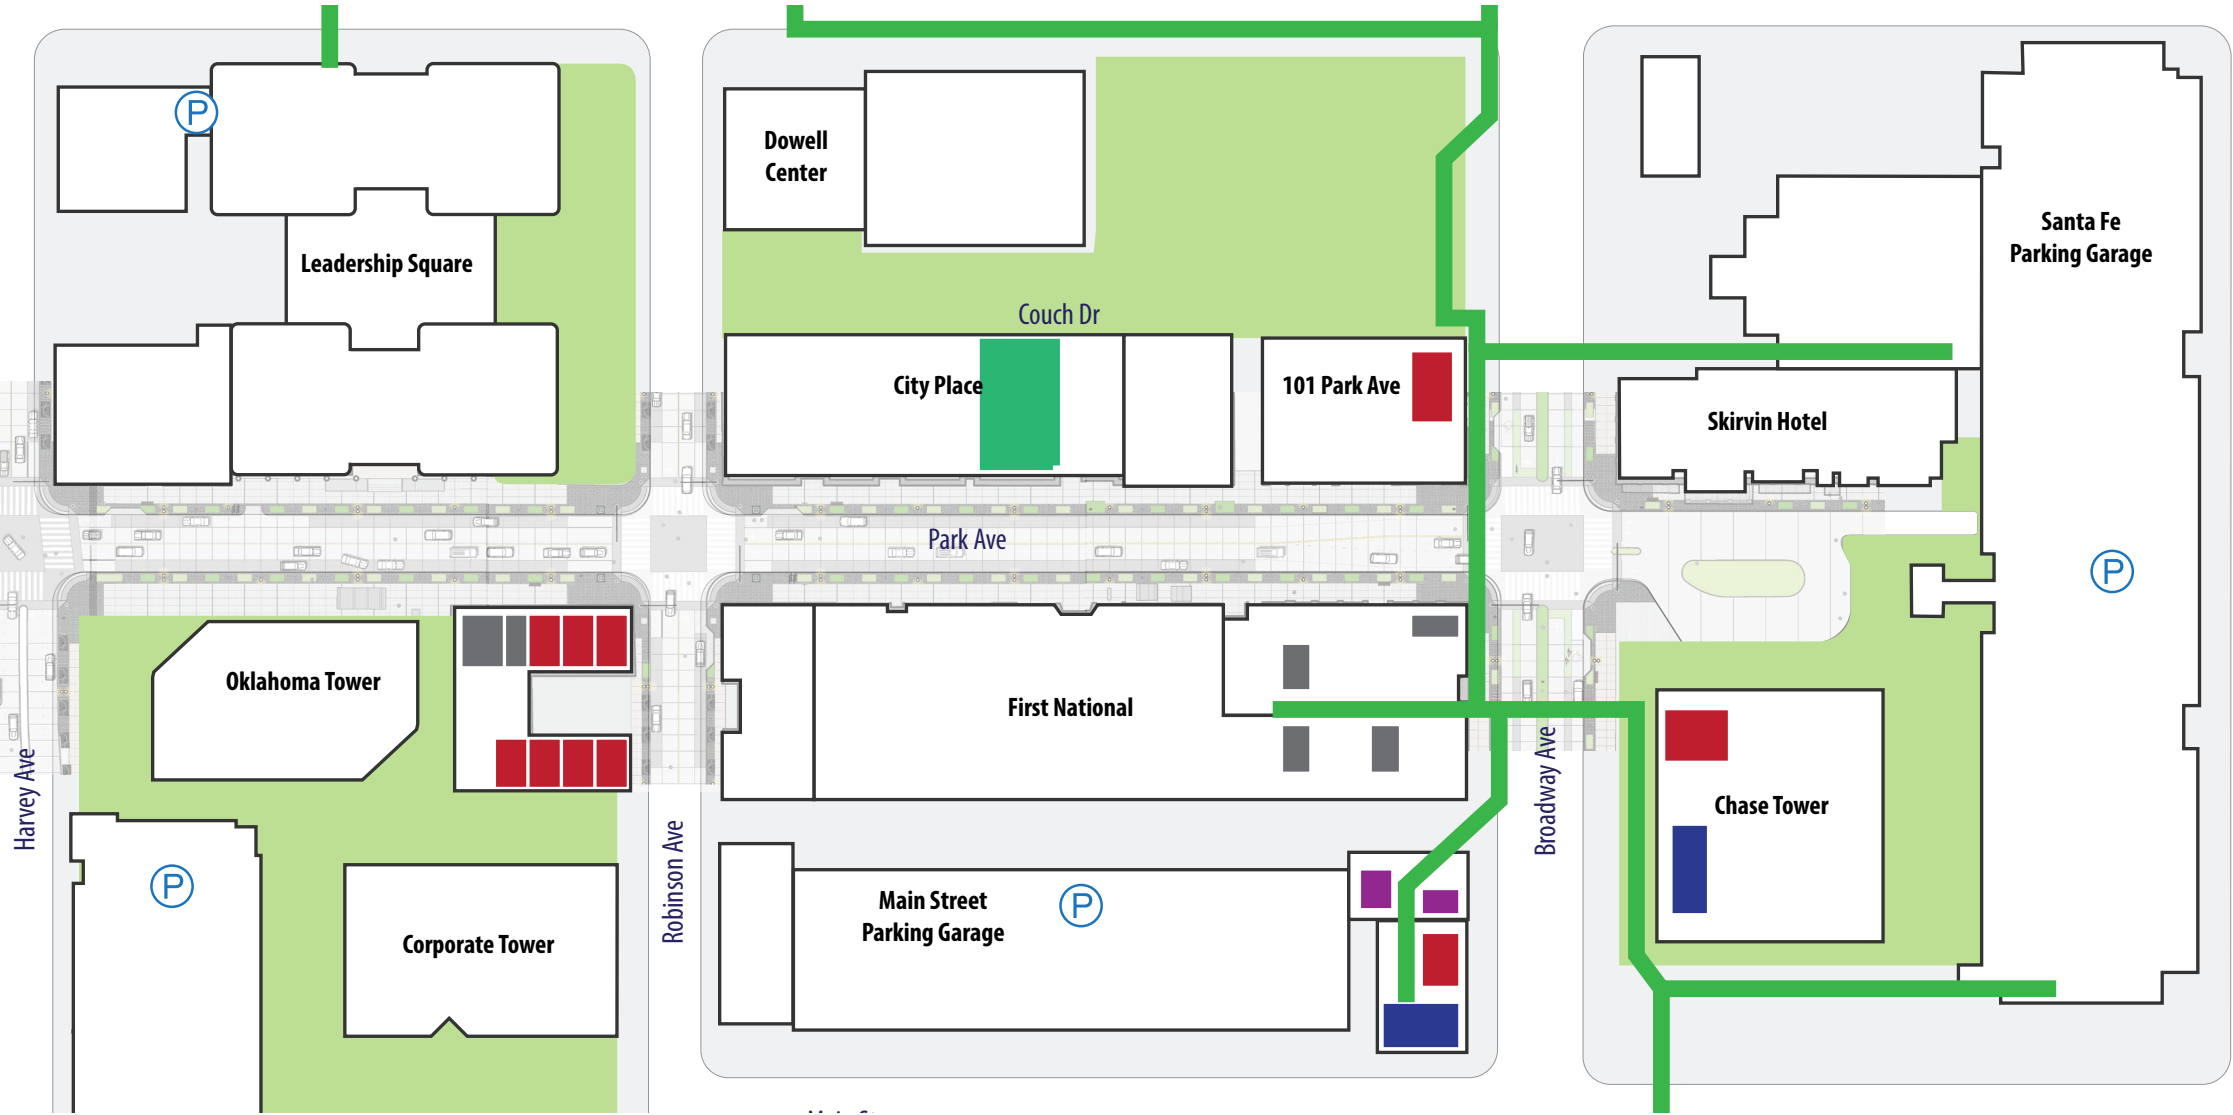 P
Dowell
Center
Santa Fe
Parking Garage
Leadership Square
Couch Dr
City Place
101 Park Ave
Skirvin Hotel
Park Ave
P
Oklahoma Tower
First National
Harvey Ave
Robinson Ave
Broadway Ave
Chase Tower
P
Main Street
Parking Garage
P
Corporate Tower